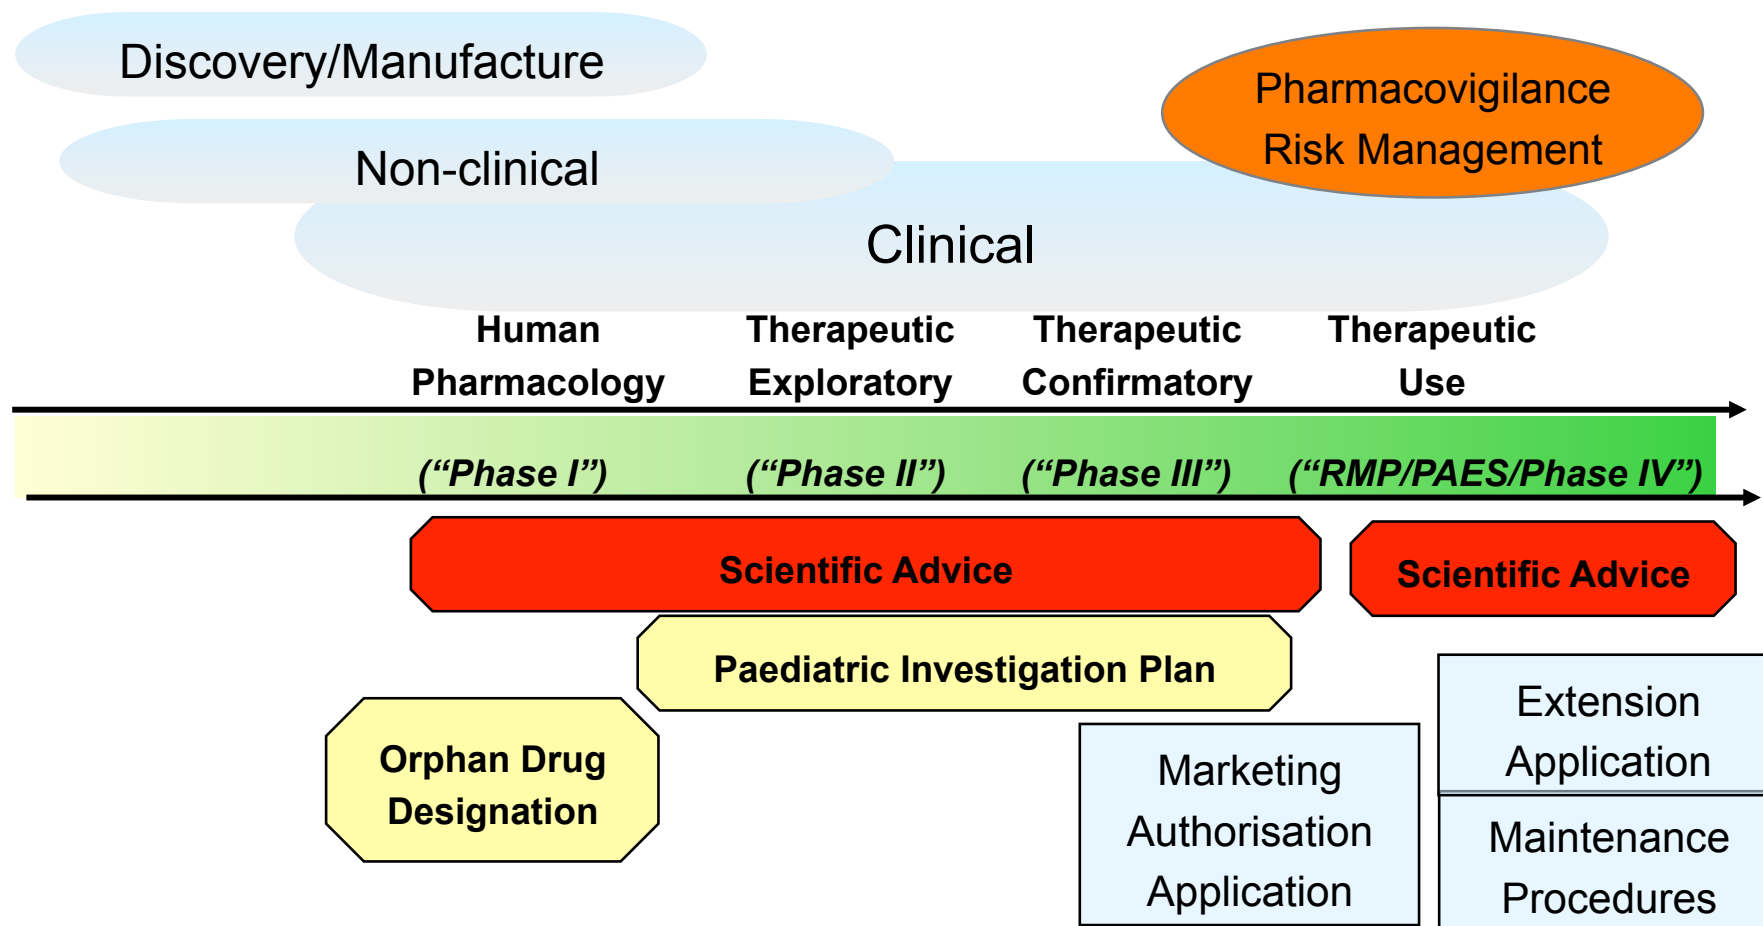 Discovery/Manufacture
Pharmacovigilance
Risk Management
Non-clinical
Clinical
Human
Pharmacology
Therapeutic
Exploratory
Therapeutic
Confirmatory
Therapeutic
Use
(“Phase I”)
(“Phase II”)
(“Phase III”)
(“RMP/PAES/Phase IV”)
Scientific Advice
Scientific Advice
Paediatric Investigation Plan
Orphan Drug
Designation
Marketing
Authorisation
Application
Extension
Application
Maintenance
Procedures